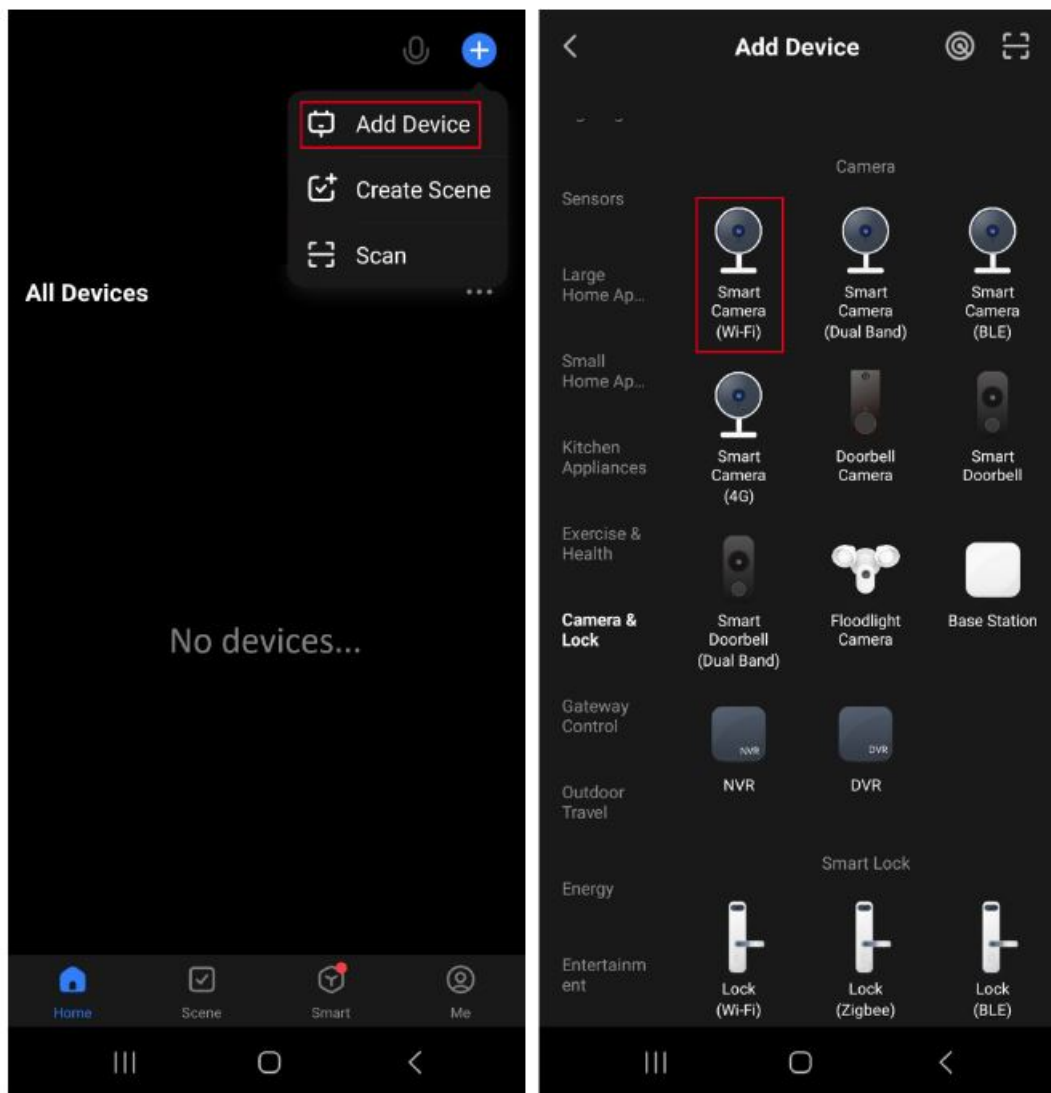 Add Device
Create Scene
Scan
All Devices
No devices...
Home
Scene
Smart
Me
Add Device
Sensors
Large
Home Ap...
Small
Home Ap...
Kitchen
Appliances
Exercise &
Health
Camera &
Lock
Gateway
Control
Outdoor
Travel
Energy
Entertainm
ent
Camera
Smart
Camera
(Wi-Fi)
Smart
Camera
(Dual Band)
Smart
Camera
(BLE)
Smart
Camera
(4G)
Doorbell
Camera
Smart
Doorbell
Smart
Doorbell
(Dual Band)
Floodlight
Camera
Base Station
NVR
NVR
DVR
DVR
Smart Lock
Lock
(Wi-Fi)
Lock
(Zigbee)
Lock
(BLE)